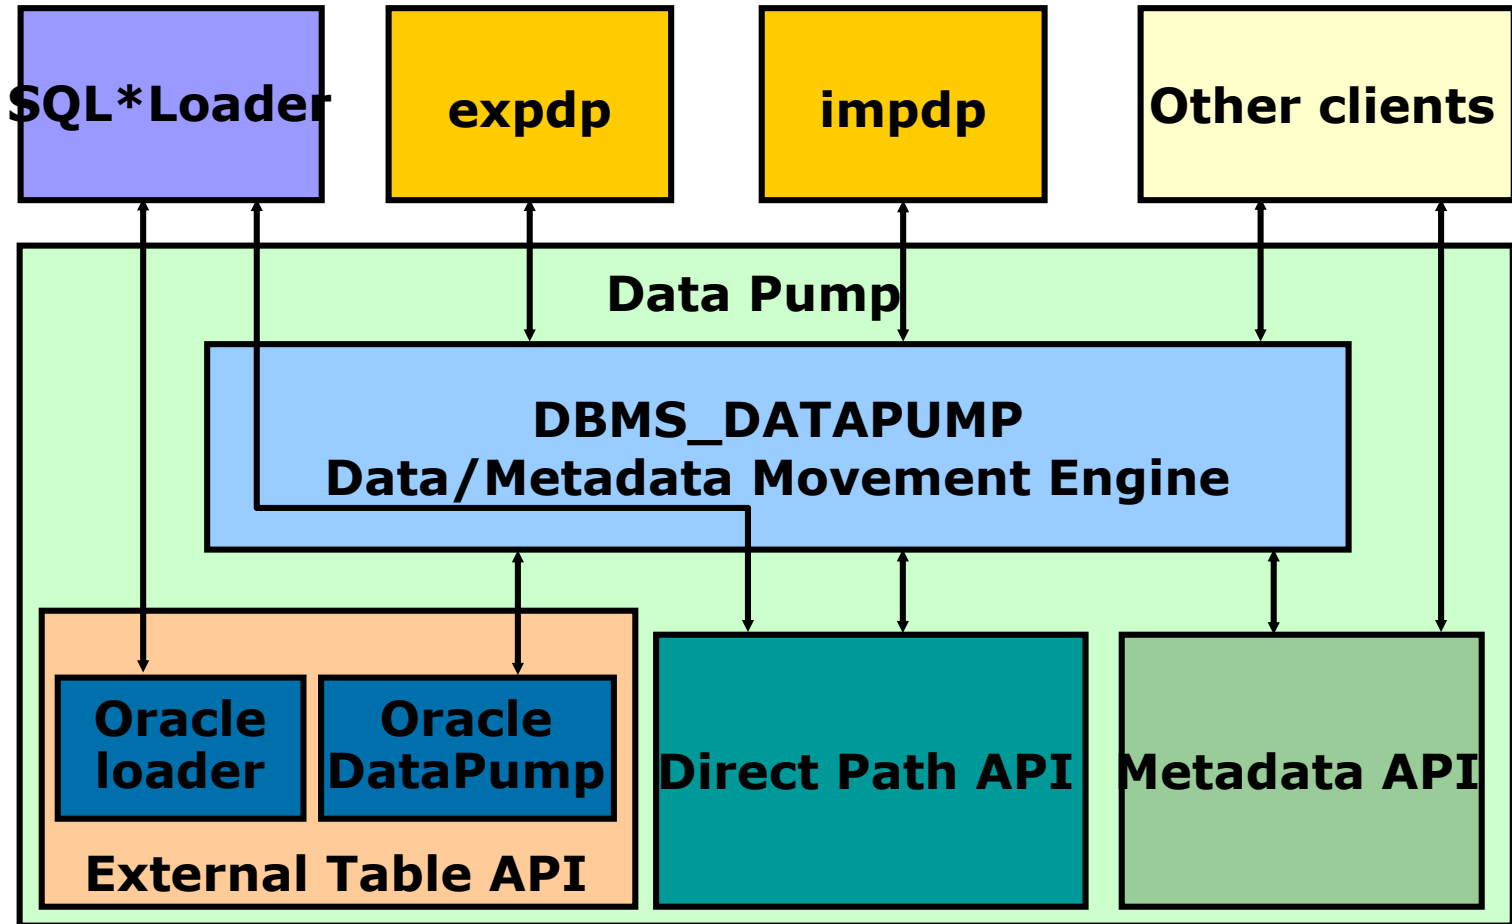 SQL*Loader
expdp
impdp
Other clients
Data Pump
DBMS_DATAPUMP
Data/Metadata Movement Engine
Oracle
loader
Oracle
DataPump
External Table API
Direct Path API
Metadata API